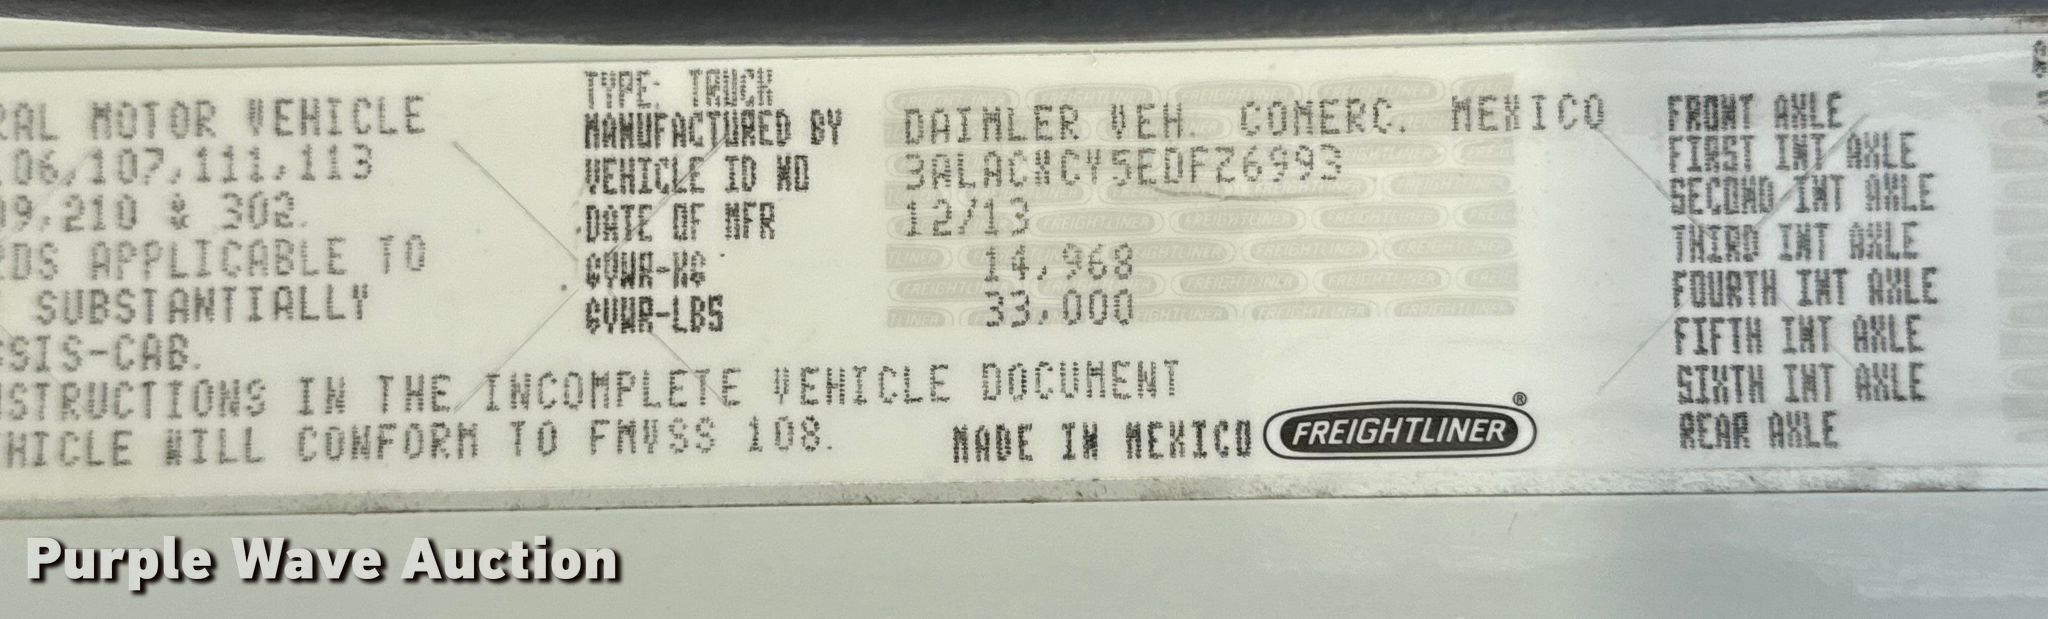 RAL MOTOR VEHICLE
106,107,111,113
09,210 & 302.
RDS APPLICABLE TO
SUBSTANTIALLY
SSIS-CAB.
STRUCTIONS IN THE INCOMPLETE VEHICLE DOCUMENT
HICLE WILL CONFORM TO FMVSS 108.
TYPE: TRUCK
MANUFACTURED BY DAIMLER VEH. COMERC. MEXICO
VEHICLE ID NO 3ALACXCY5EDFZ6993
DATE OF MFR 12/13
GVWR-KG 14,968
GVWR-LBS 33,000
MADE IN MEXICO FREIGHTLINER®
FRONT AXLE
FIRST INT AXLE
SECOND INT AXLE
THIRD INT AXLE
FOURTH INT AXLE
FIFTH INT AXLE
SIXTH INT AXLE
REAR AXLE
Purple Wave Auction